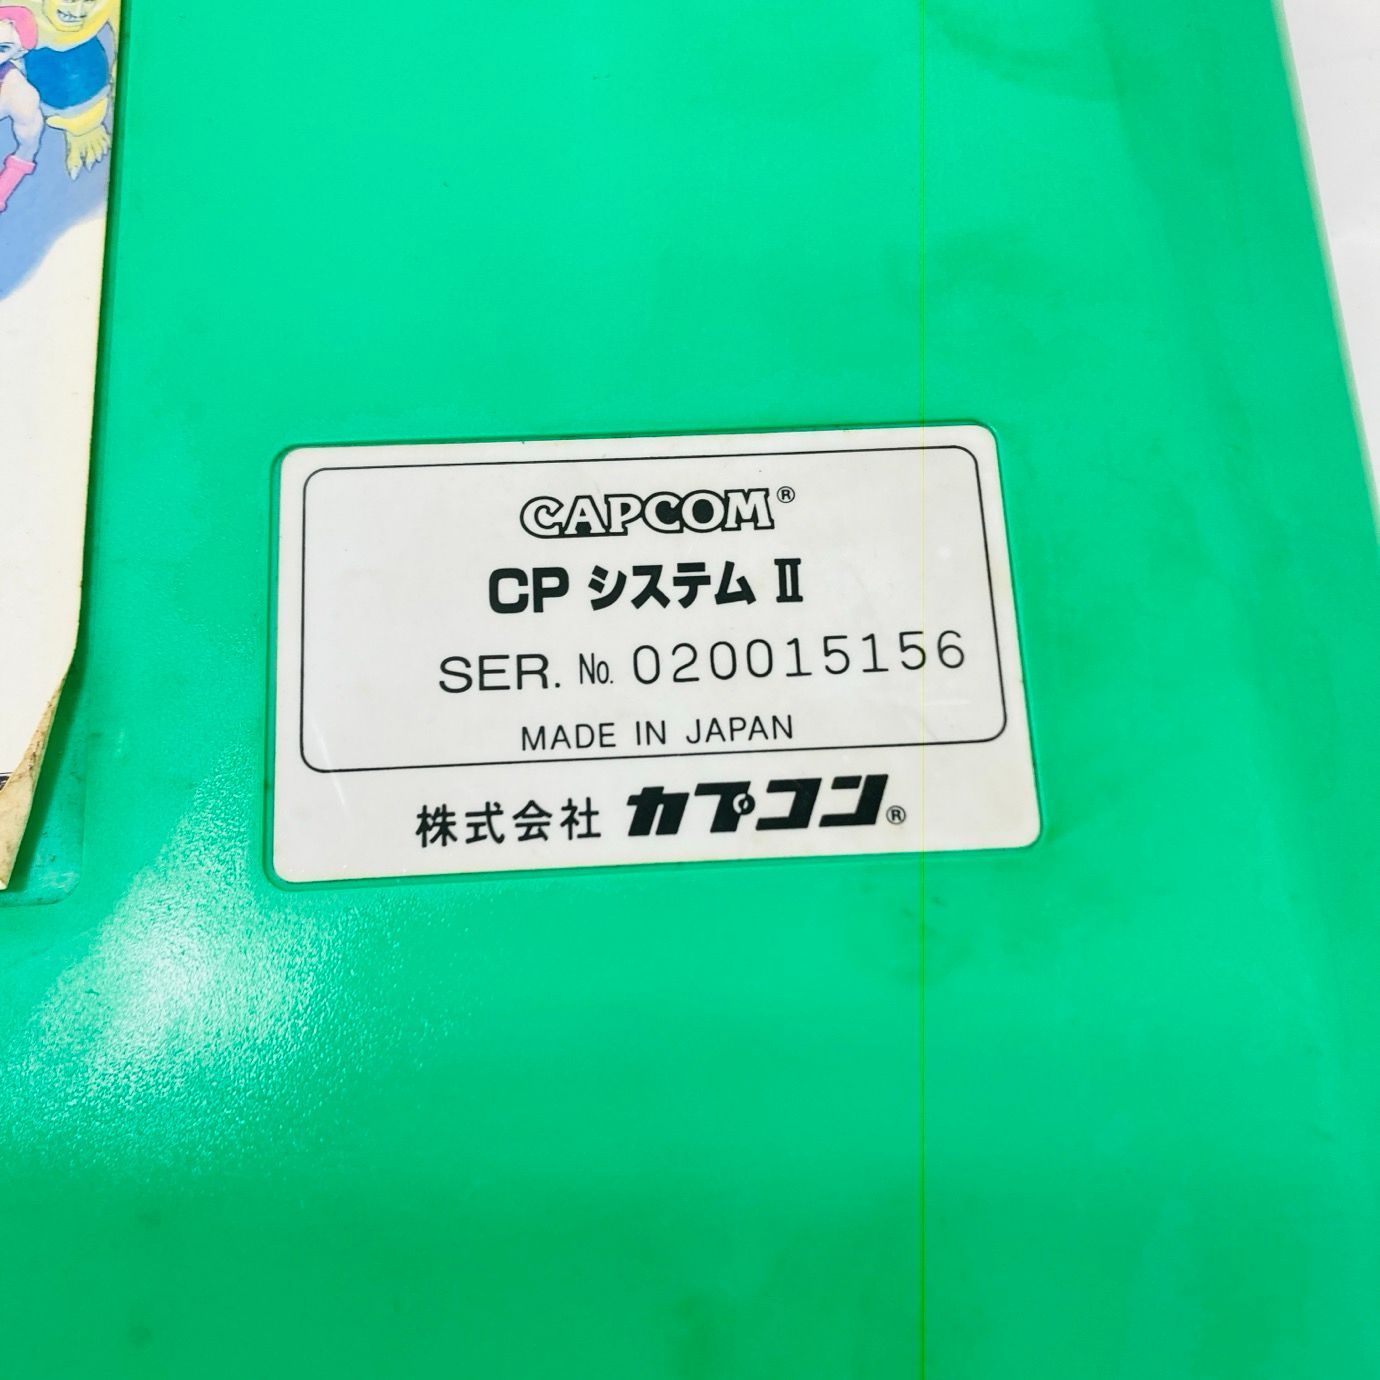 CAPCOM®
CP システム II
SER. No. 020015156
MADE IN JAPAN
株式会社 カプコン®